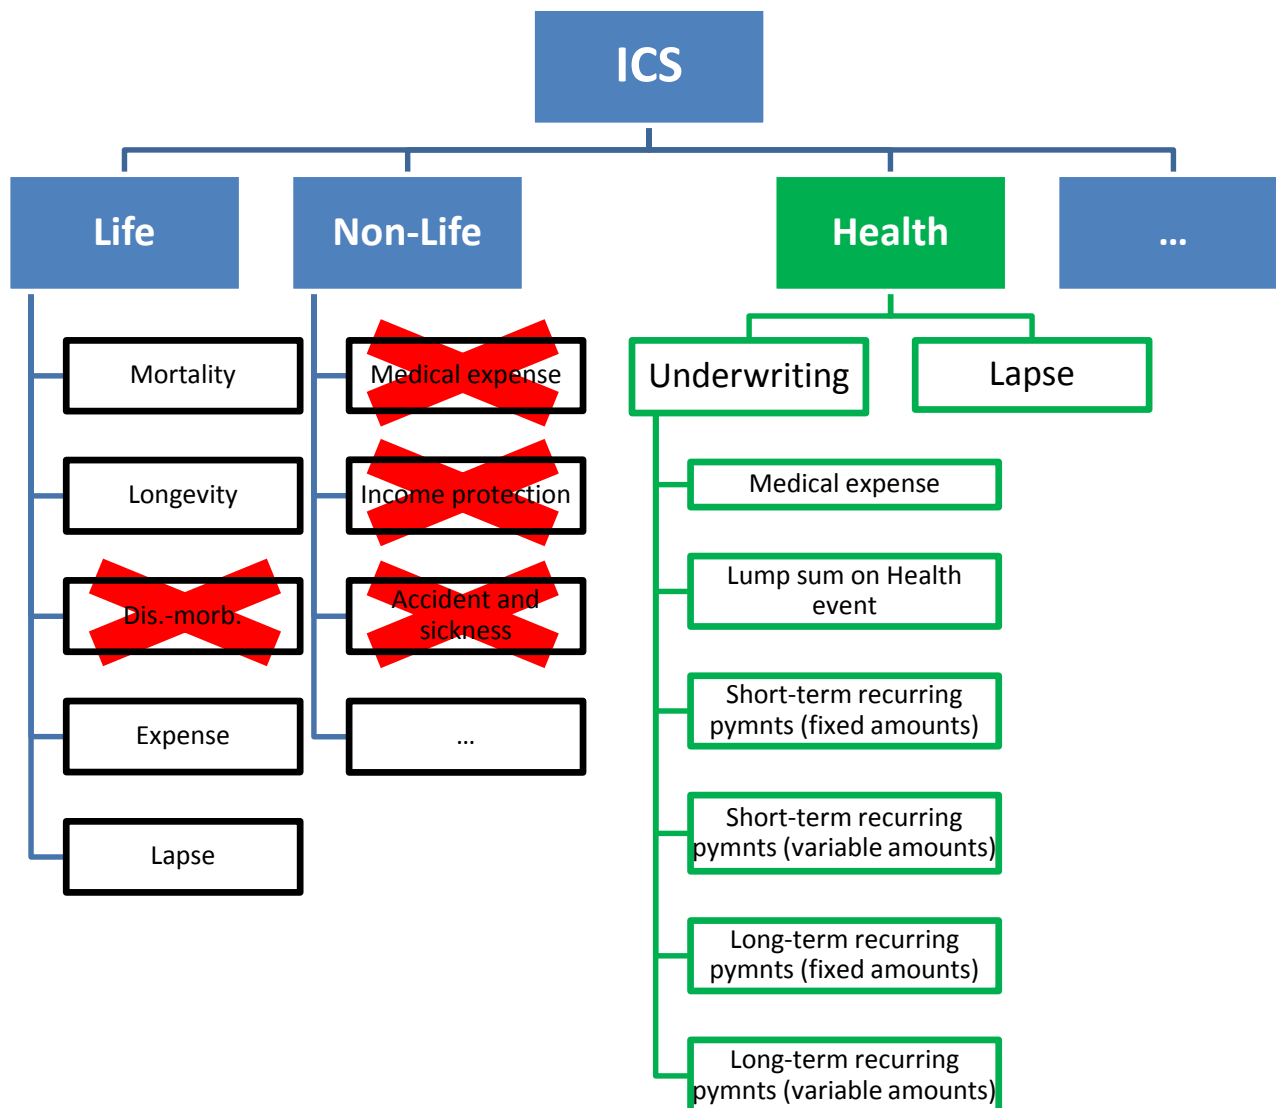 ICS
Life
Non-Life
Health
...
Mortality
Longevity
Dis.-morb.
Expense
Lapse
Medical expense
Income protection
Accident and
sickness
...
Underwriting
Lapse
Medical expense
Lump sum on Health
event
Short-term recurring
pymnts (fixed amounts)
Short-term recurring
pymnts (variable amounts)
Long-term recurring
pymnts (fixed amounts)
Long-term recurring
pymnts (variable amounts)